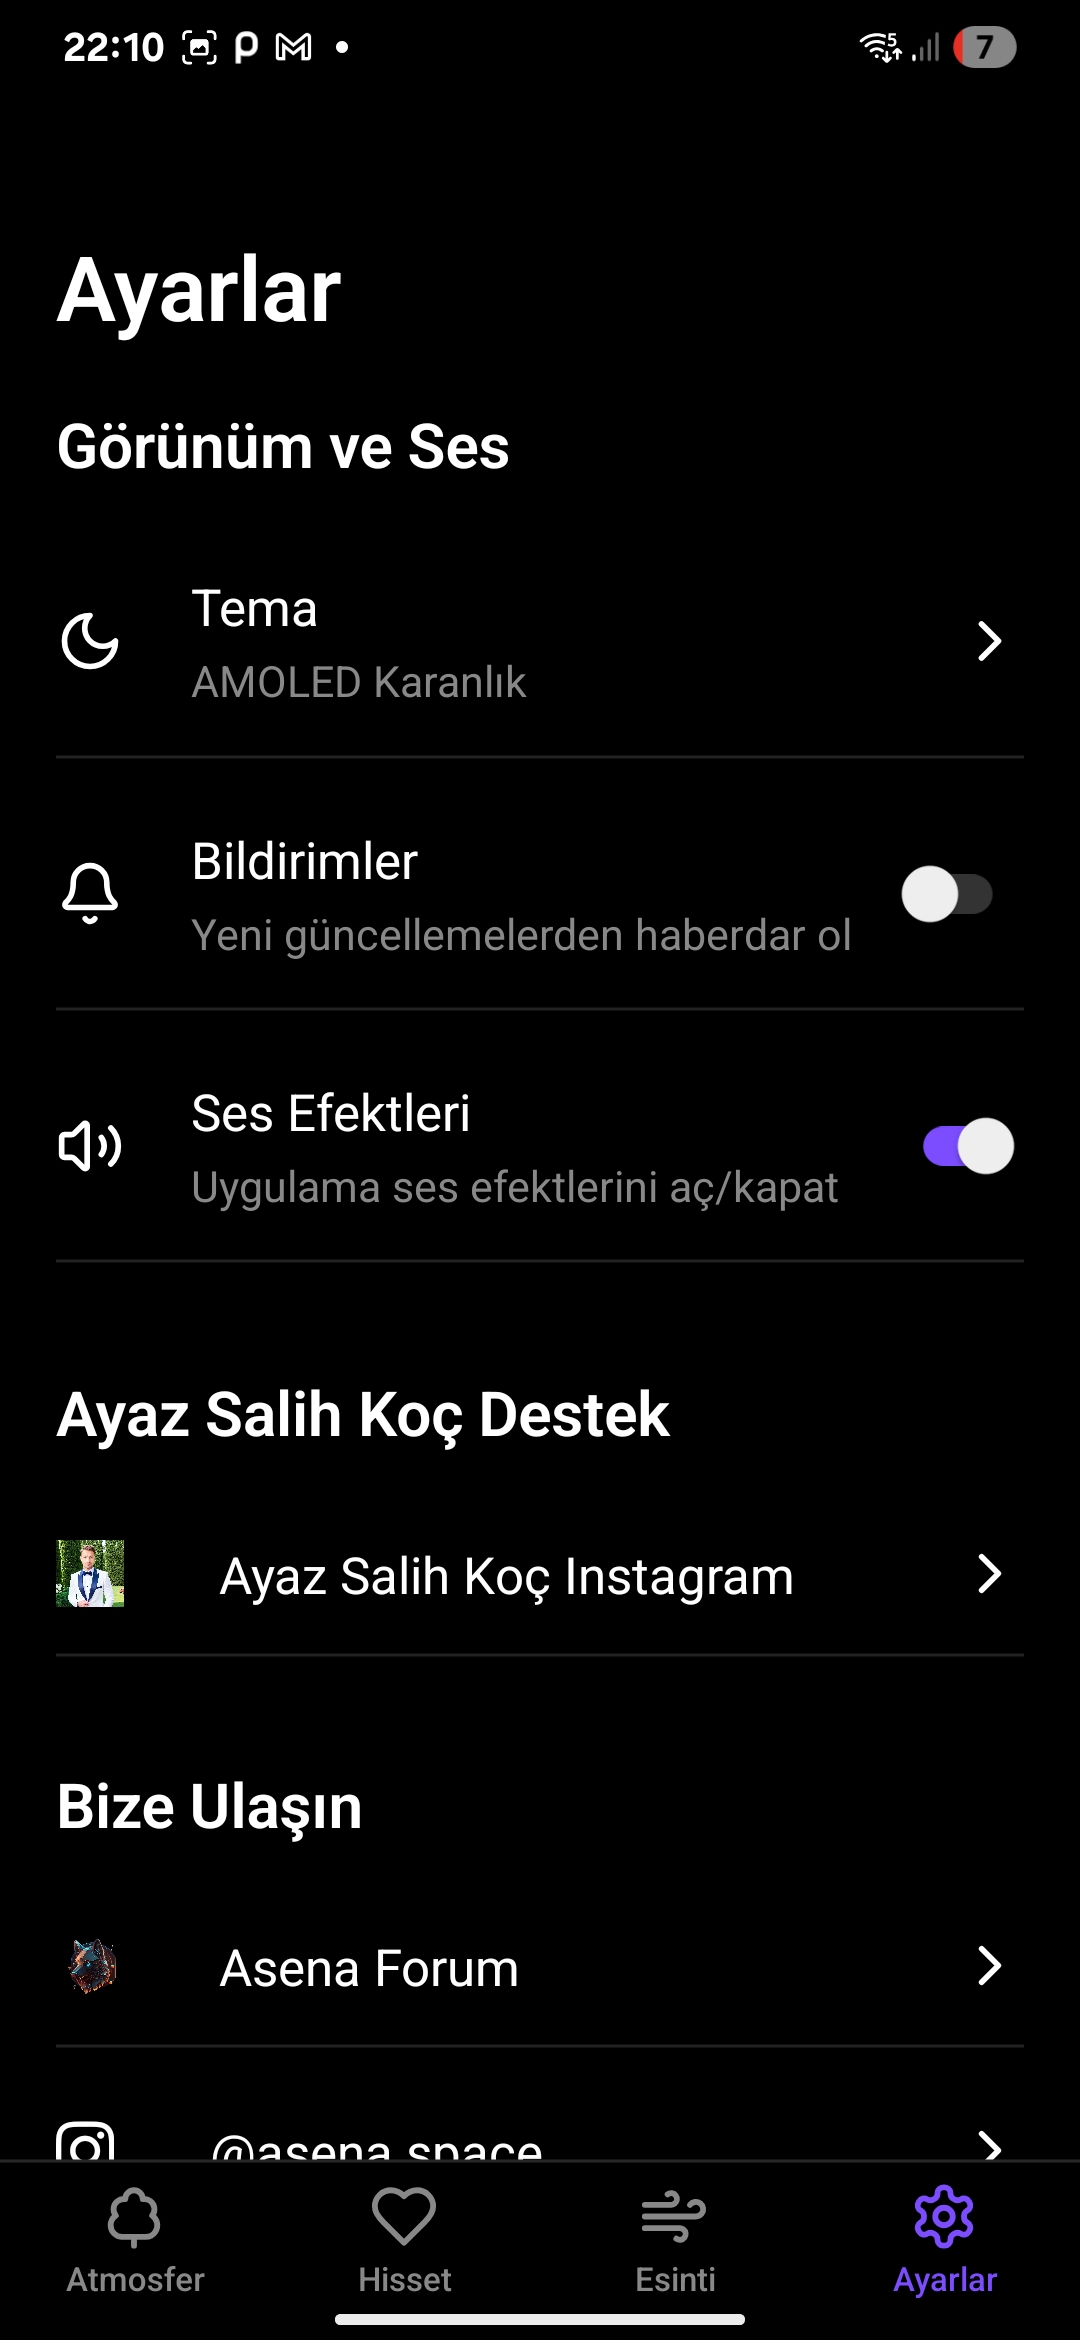 22:10
5
7
Ayarlar
Görünüm ve Ses
Tema
AMOLED Karanlık
Bildirimler
Yeni güncellemelerden haberdar ol
Ses Efektleri
Uygulama ses efektlerini aç/kapat
Ayaz Salih Koç Destek
Ayaz Salih Koç Instagram
Bize Ulaşın
Asena Forum
@asena.space
Atmosfer
Hisset
Esinti
Ayarlar